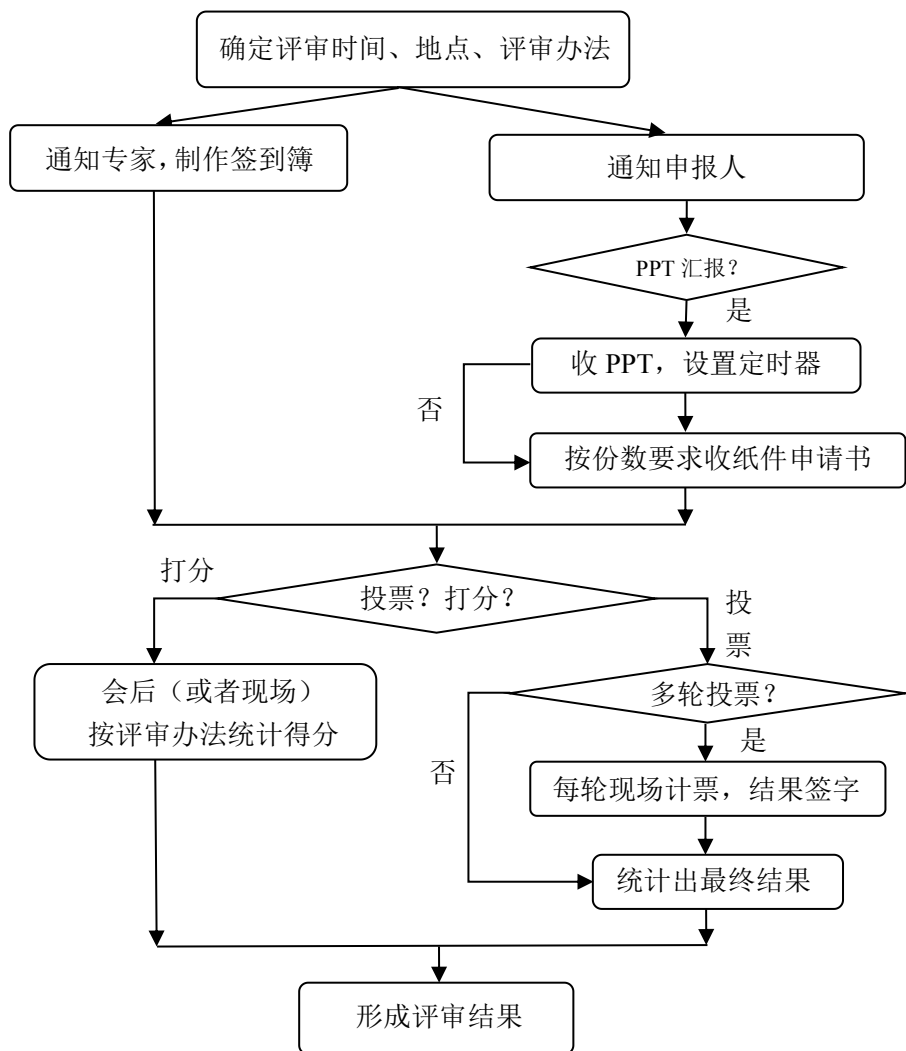 确定评审时间、地点、评审办法
通知专家，制作签到簿
通知申报人
PPT 汇报？
是
收 PPT，设置定时器
否
按份数要求收纸件申请书
打分
投票？打分？
投
票
会后（或者现场）
按评审办法统计得分
多轮投票？
是
否
每轮现场计票，结果签字
统计出最终结果
形成评审结果